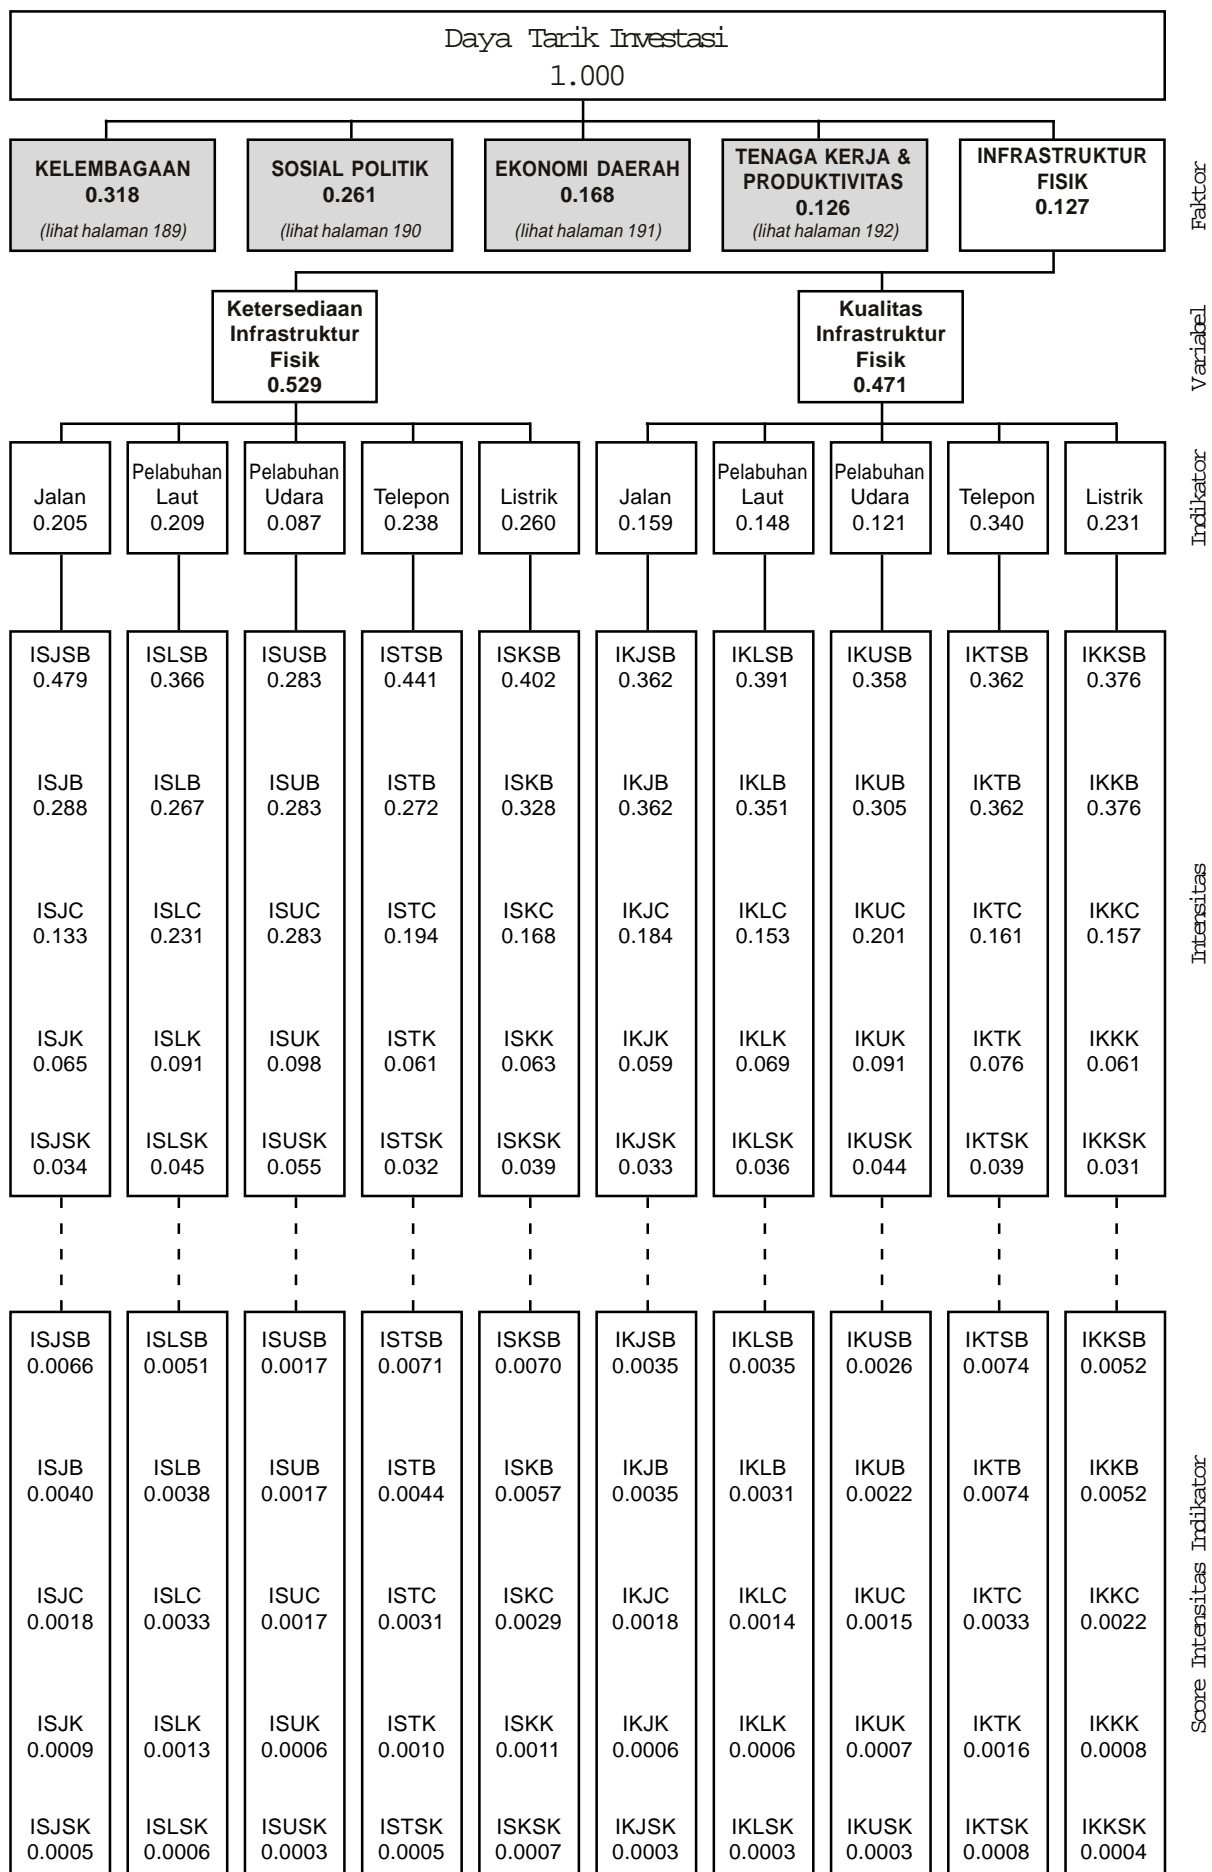 Daya Tarik Investasi
1.000
KELEMBAGAAN
0.318
(lihat halaman 189)
SOSIAL POLITIK
0.261
(lihat halaman 190
EKONOMI DAERAH
0.168
(lihat halaman 191)
TENAGA KERJA &
PRODUKTIVITAS
0.126
(lihat halaman 192)
INFRASTRUKTUR
FISIK
0.127
Faktor
Ketersediaan
Infrastruktur
Fisik
0.529
Kualitas
Infrastruktur
Fisik
0.471
Variabel
Jalan
0.205
Pelabuhan
Laut
0.209
Pelabuhan
Udara
0.087
Telepon
0.238
Listrik
0.260
Jalan
0.159
Pelabuhan
Laut
0.148
Pelabuhan
Udara
0.121
Telepon
0.340
Listrik
0.231
Indikator
ISJSB ISLSB ISUSB ISTSB ISKSB IKJSB IKLSB IKUSB IKTSB IKKSB
0.479 0.366 0.283 0.441 0.402 0.362 0.391 0.358 0.362 0.376
ISJB ISLB ISUB ISTB ISKB IKJB IKLB IKUB IKTB IKKB
0.288 0.267 0.283 0.272 0.328 0.362 0.351 0.305 0.362 0.376
ISJC ISLC ISUC ISTC ISKC IKJC IKLC IKUC IKTC IKKC
0.133 0.231 0.283 0.194 0.168 0.184 0.153 0.201 0.161 0.157
ISJK ISLK ISUK ISTK ISKK IKJK IKLK IKUK IKTK IKKK
0.065 0.091 0.098 0.061 0.063 0.059 0.069 0.091 0.076 0.061
ISJSK ISLSK ISUSK ISTSK ISKSK IKJSK IKLSK IKUSK IKTSK IKKSK
0.034 0.045 0.055 0.032 0.039 0.033 0.036 0.044 0.039 0.031
Intensitas
ISJSB ISLSB ISUSB ISTSB ISKSB IKJSB IKLSB IKUSB IKTSB IKKSB
0.0066 0.0051 0.0017 0.0071 0.0070 0.0035 0.0035 0.0026 0.0074 0.0052
ISJB ISLB ISUB ISTB ISKB IKJB IKLB IKUB IKTB IKKB
0.0040 0.0038 0.0017 0.0044 0.0057 0.0035 0.0031 0.0022 0.0074 0.0052
ISJC ISLC ISUC ISTC ISKC IKJC IKLC IKUC IKTC IKKC
0.0018 0.0033 0.0017 0.0031 0.0029 0.0018 0.0014 0.0015 0.0033 0.0022
ISJK ISLK ISUK ISTK ISKK IKJK IKLK IKUK IKTK IKKK
0.0009 0.0013 0.0006 0.0010 0.0011 0.0006 0.0006 0.0007 0.0016 0.0008
ISJSK ISLSK ISUSK ISTSK ISKSK IKJSK IKLSK IKUSK IKTSK IKKSK
0.0005 0.0006 0.0003 0.0005 0.0007 0.0003 0.0003 0.0003 0.0008 0.0004
Score Intensitas Indikator